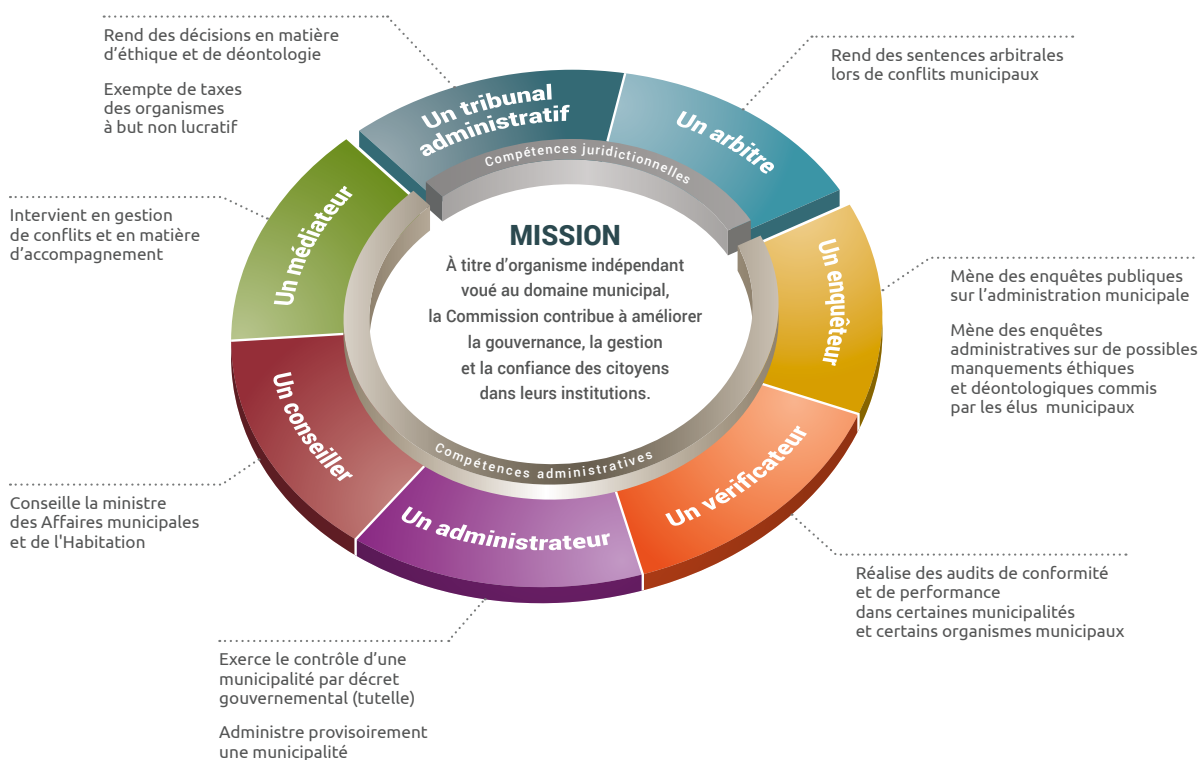 Rend des décisions en matière
d'éthique et de déontologie
Exempte de taxes
des organismes
à but non lucratif
Rend des sentences arbitrales
lors de conflits municipaux
Un tribunal
administratif
Un arbitre
Compétences juridictionnelles
Intervient en gestion
de conflits et en matière
d'accompagnement
Un médiateur
MISSION
À titre d'organisme indépendant
voué au domaine municipal,
la Commission contribue à améliorer
la gouvernance, la gestion
et la confiance des citoyens
dans leurs institutions.
Un enquêteur
Mène des enquêtes publiques
sur l'administration municipale
Mène des enquêtes
administratives sur de possibles
manquements éthiques
et déontologiques commis
par les élus municipaux
Un conseiller
Compétences administratives
Un vérificateur
Un administrateur
Conseille la ministre
des Affaires municipales
et de l'Habitation
Réalise des audits de conformité
et de performance
dans certaines municipalités
et certains organismes municipaux
Exerce le contrôle d'une
municipalité par décret
gouvernemental (tutelle)
Administre provisoirement
une municipalité